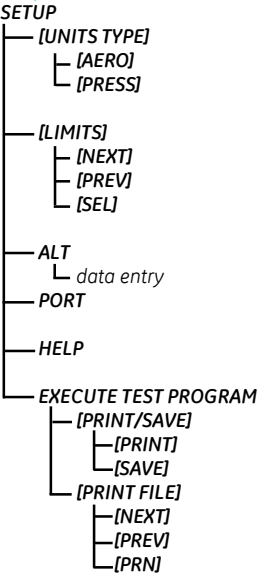 SETUP
[UNITS TYPE]
[AERO]
[PRESS]
[LIMITS]
[NEXT]
[PREV]
[SEL]
ALT
data entry
PORT
HELP
EXECUTE TEST PROGRAM
[PRINT/SAVE]
[PRINT]
[SAVE]
[PRINT FILE]
[NEXT]
[PREV]
[PRN]